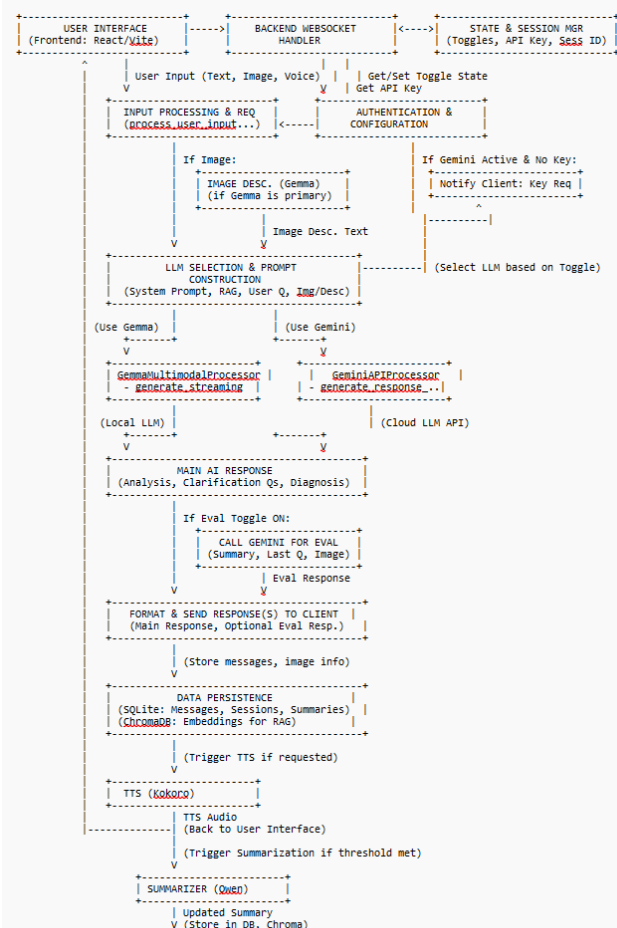 USER INTERFACE BACKEND WEBSOCKET STATE & SESSION MGR
(Frontend: React/Vite) HANDLER (Toggles, API Key, Sess ID)
User Input (Text, Image, Voice) Get/Set Toggle State
Get API Key
INPUT PROCESSING & REQ AUTHENTICATION &
(process_user_input...) CONFIGURATION
If Image: If Gemini Active & No Key:
IMAGE DESC. (Gemma) Notify Client: Key Req
(if Gemma is primary)
Image Desc. Text
LLM SELECTION & PROMPT (Select LLM based on Toggle)
CONSTRUCTION
(System Prompt, RAG, User Q, Img/Desc)
(Use Gemma) (Use Gemini)
GemmaMultimodalProcessor GeminiAPIProcessor
- generate_streaming - generate_response_..
(Local LLM) (Cloud LLM API)
MAIN AI RESPONSE
(Analysis, Clarification Qs, Diagnosis)
If Eval Toggle ON:
CALL GEMINI FOR EVAL
(Summary, Last Q, Image)
Eval Response
FORMAT & SEND RESPONSE(S) TO CLIENT
(Main Response, Optional Eval Resp.)
(Store messages, image info)
DATA PERSISTENCE
(SQLite: Messages, Sessions, Summaries)
(ChromaDB: Embeddings for RAG)
(Trigger TTS if requested)
TTS (Kokoro)
TTS Audio
(Back to User Interface)
(Trigger Summarization if threshold met)
SUMMARIZER (Qwen)
Updated Summary
(Store in DB, Chroma)